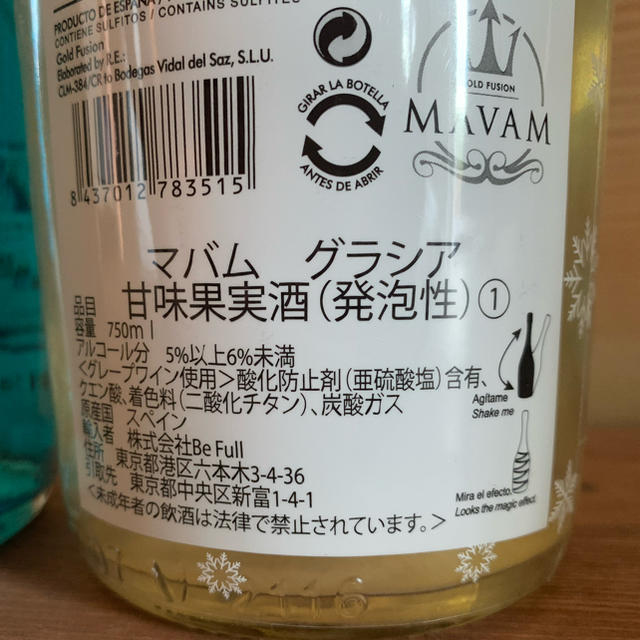 PRODUCTO DE ESPAÑA
CONTIENE SULFITOS / CONTAINS SULFITES
Gold Fusion
Elaborated by R.E.:
CLM-384/CR to Bodegas Vidal del Saz, S.L.U.
8 437012 783515
GIRAR LA BOTELLA
ANTES DE ABRIR
GOLD FUSION
MAVAM
マバム グラシア
品目 甘味果実酒(発泡性)①
容量 750ml
アルコール分 5%以上6%未満
<グレープワイン使用>酸化防止剤(亜硫酸塩)含有、
クエン酸、着色料(二酸化チタン)、炭酸ガス
原産国 スペイン
輸入者 株式会社Be Full
住所 東京都港区六本木3-4-36
引取先 東京都中央区新富1-4-1
<未成年者の飲酒は法律で禁止されています。>
Agítame
Shake me
Mira el efecto.
Looks the magic effect.